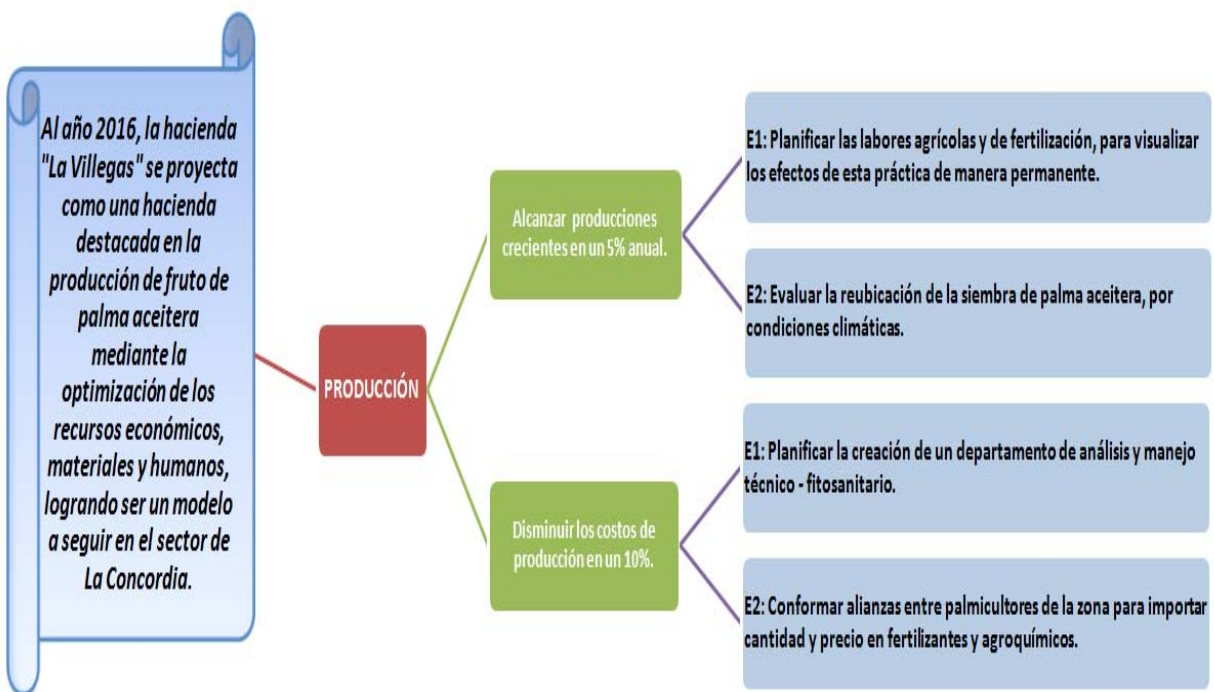 Al año 2016, la hacienda
"La Villegas" se proyecta
como una hacienda
destacada en la
producción de fruto de
palma aceitera
mediante la
optimización de los
recursos económicos,
materiales y humanos,
logrando ser un modelo
a seguir en el sector de
La Concordia.
PRODUCCIÓN
Alcanzar producciones
crecientes en un 5% anual.
E1: Planificar las labores agrícolas y de fertilización, para visualizar
los efectos de esta práctica de manera permanente.
E2: Evaluar la reubicación de la siembra de palma aceitera, por
condiciones climáticas.
Disminuir los costos de
producción en un 10%.
E1: Planificar la creación de un departamento de análisis y manejo
técnico - fitosanitario.
E2: Conformar alianzas entre palmicultores de la zona para importar
cantidad y precio en fertilizantes y agroquímicos.